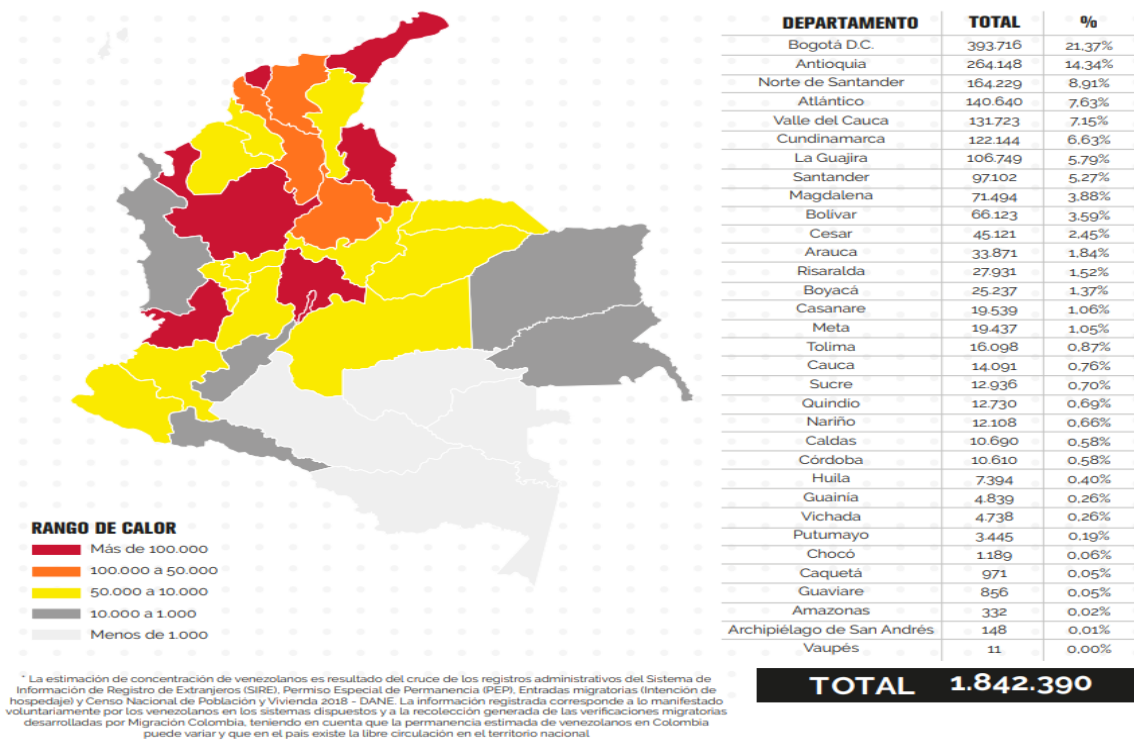 DEPARTAMENTO TOTAL %
Bogotá D.C. 393.716 21,37%
Antioquia 264.148 14,34%
Norte de Santander 164.229 8,91%
Atlántico 140.640 7,63%
Valle del Cauca 131.723 7,15%
Cundinamarca 122.144 6,63%
La Guajira 106.749 5,79%
Santander 97.102 5,27%
Magdalena 71.494 3,88%
Bolívar 66.123 3,59%
Cesar 45.121 2,45%
Arauca 33.871 1,84%
Risaralda 27.931 1,52%
Boyacá 25.237 1,37%
Casanare 19.539 1,06%
Meta 19.437 1,05%
Tolima 16.098 0,87%
Cauca 14.091 0,76%
Sucre 12.936 0,70%
Quindío 12.730 0,69%
Nariño 12.108 0,66%
Caldas 10.690 0,58%
Córdoba 10.610 0,58%
Huila 7.394 0,40%
Guainía 4.839 0,26%
Vichada 4.738 0,26%
Putumayo 3.445 0,19%
Chocó 1.189 0,06%
Caquetá 971 0,05%
Guaviare 856 0,05%
Amazonas 332 0,02%
Archipiélago de San Andrés 148 0,01%
Vaupés 11 0,00%
TOTAL 1.842.390
RANGO DE CALOR
Más de 100.000
100.000 a 50.000
50.000 a 10.000
10.000 a 1.000
Menos de 1.000
* La estimación de concentración de venezolanos es resultado del cruce de los registros administrativos del Sistema de
Información de Registro de Extranjeros (SIRE), Permiso Especial de Permanencia (PEP), Entradas migratorias (Intención de
hospedaje) y Censo Nacional de Población y Vivienda 2018 - DANE. La información registrada corresponde a lo manifestado
voluntariamente por los venezolanos en los sistemas dispuestos y a la recolección generada de las verificaciones migratorias
desarrolladas por Migración Colombia, teniendo en cuenta que la permanencia estimada de venezolanos en Colombia
puede variar y que en el país existe la libre circulación en el territorio nacional